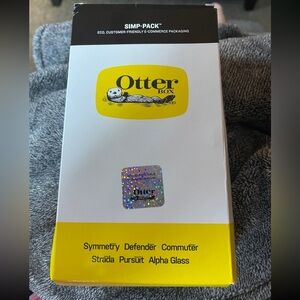 SIMP-PACK™
ECO, CUSTOMER-FRIENDLY E-COMMERCE PACKAGING
Otter
BOX
Otter
Symmetry Defender Commuter
Strada Pursuit Alpha Glass